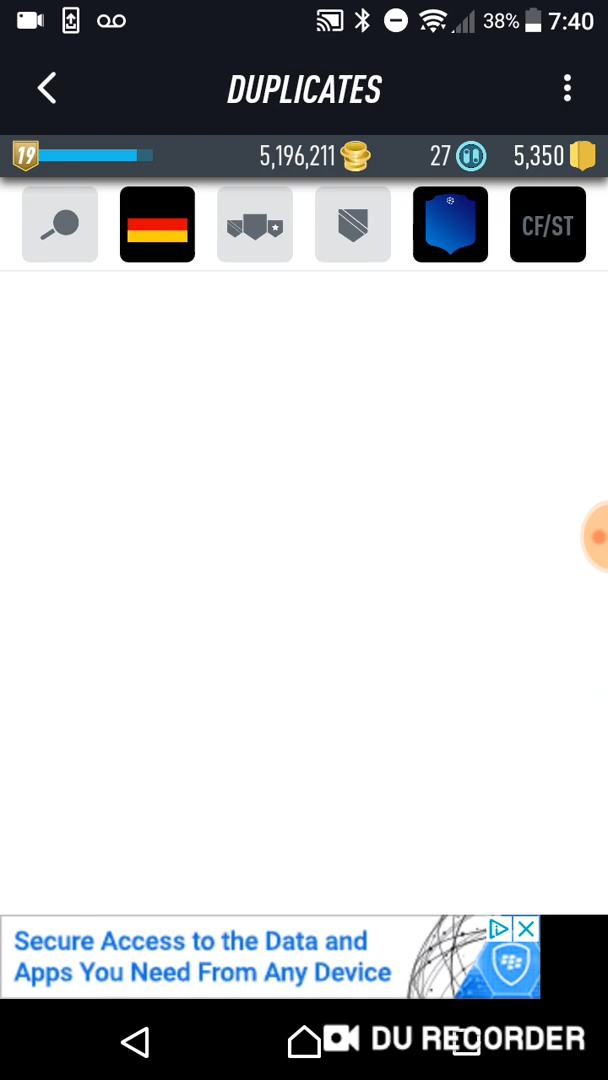 38% 7:40
DUPLICATES
19 5,196,211 27 5,350
CF/ST
Secure Access to the Data and
Apps You Need From Any Device
DU RECORDER